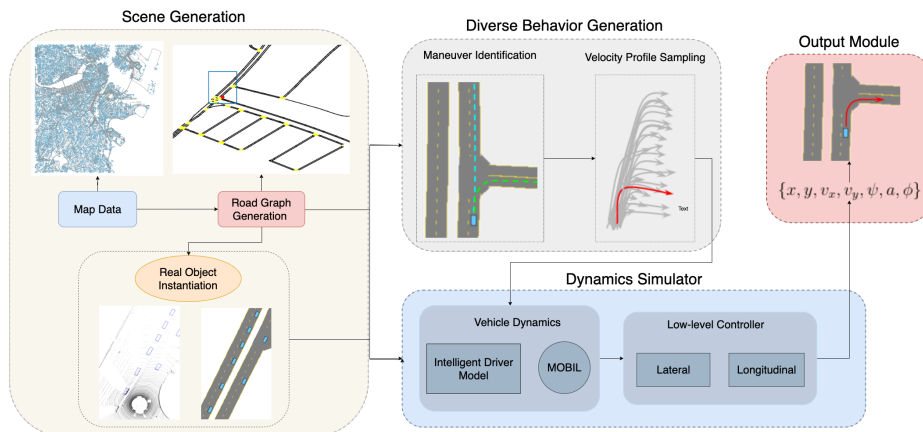 Scene Generation
Map Data
Road Graph
Generation
Real Object
Instantiation
Diverse Behavior Generation
Maneuver Identification
Velocity Profile Sampling
Text
Output Module
{x, y, v_x, v_y, ψ, a, ϕ}
Dynamics Simulator
Vehicle Dynamics
Intelligent Driver
Model
MOBIL
Low-level Controller
Lateral
Longitudinal